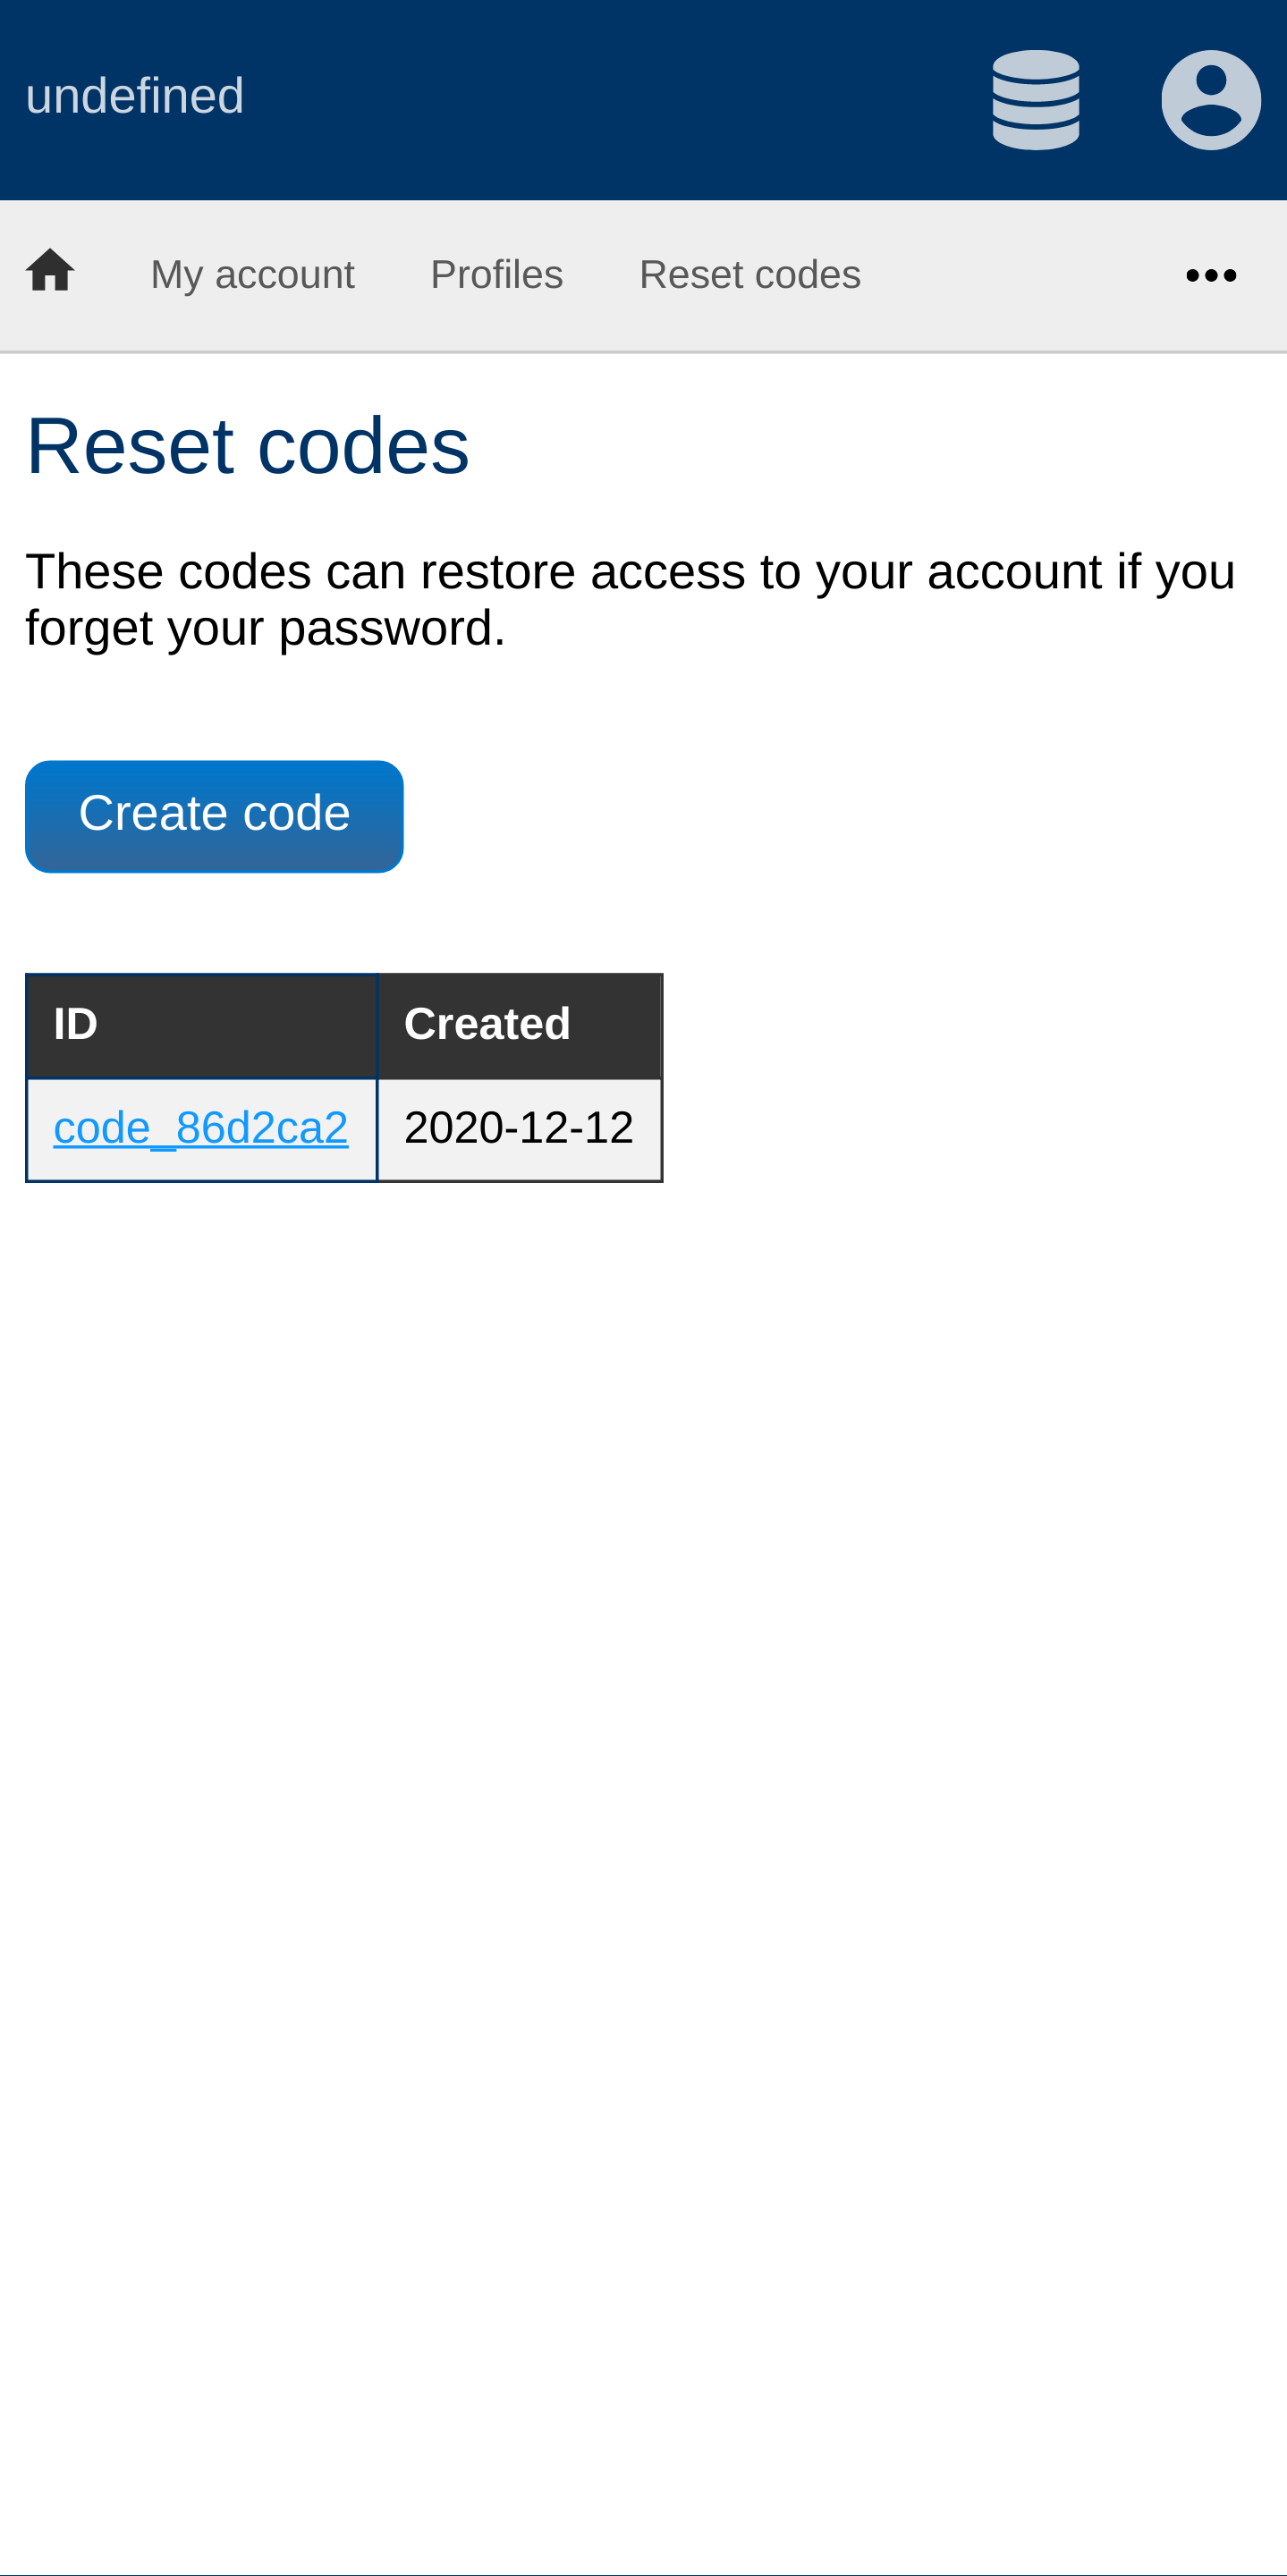 undefined
My account Profiles Reset codes
Reset codes
These codes can restore access to your account if you
forget your password.
Create code
ID Created
code_86d2ca2 2020-12-12